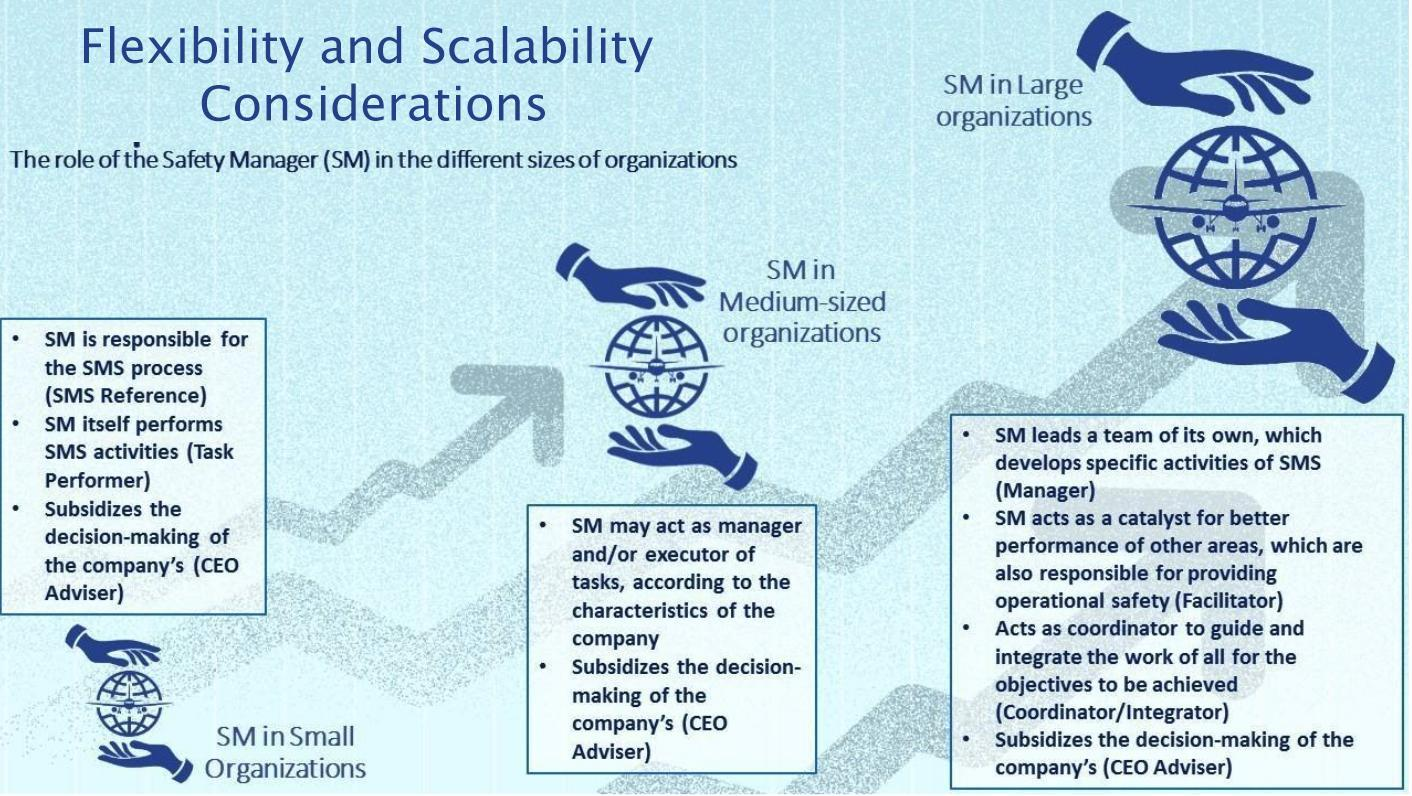 Flexibility and Scalability
Considerations
The role of the Safety Manager (SM) in the different sizes of organizations
SM in Large
organizations
SM in
Medium-sized
organizations
• SM is responsible for
the SMS process
(SMS Reference)
• SM itself performs
SMS activities (Task
Performer)
• Subsidizes the
decision-making of
the company’s (CEO
Adviser)
SM in Small
Organizations
• SM may act as manager
and/or executor of
tasks, according to the
characteristics of the
company
• Subsidizes the decision-
making of the
company’s (CEO
Adviser)
• SM leads a team of its own, which
develops specific activities of SMS
(Manager)
• SM acts as a catalyst for better
performance of other areas, which are
also responsible for providing
operational safety (Facilitator)
• Acts as coordinator to guide and
integrate the work of all for the
objectives to be achieved
(Coordinator/Integrator)
• Subsidizes the decision-making of the
company’s (CEO Adviser)